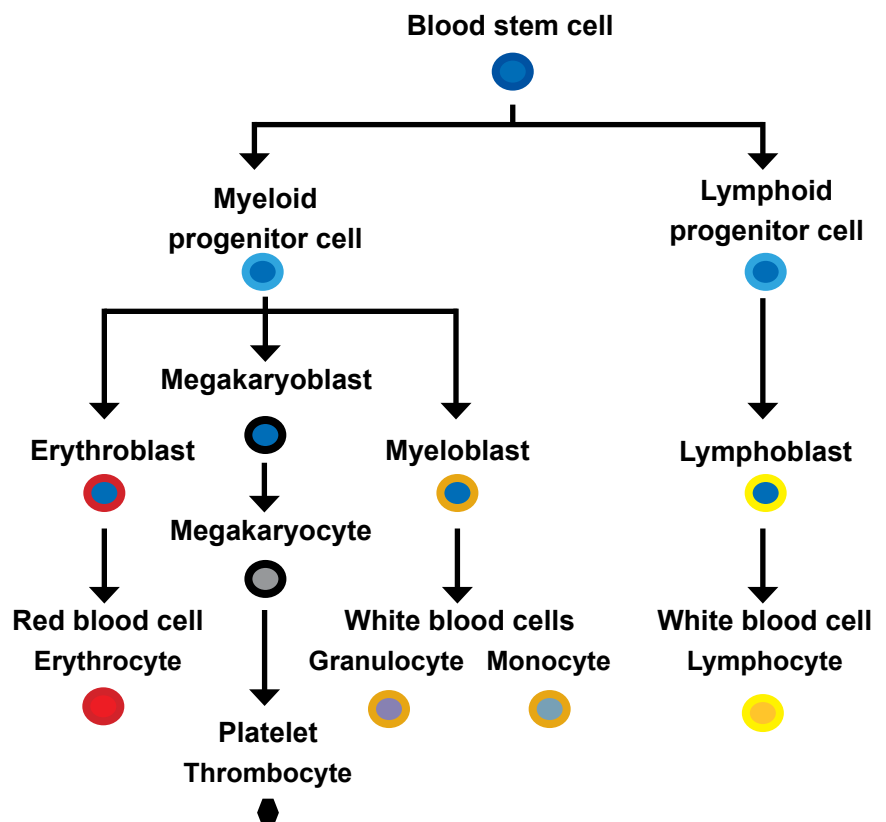 Blood stem cell
Myeloid
progenitor cell
Lymphoid
progenitor cell
Megakaryoblast
Erythroblast
Myeloblast
Lymphoblast
Megakaryocyte
Red blood cell
Erythrocyte
White blood cells
Granulocyte Monocyte
White blood cell
Lymphocyte
Platelet
Thrombocyte